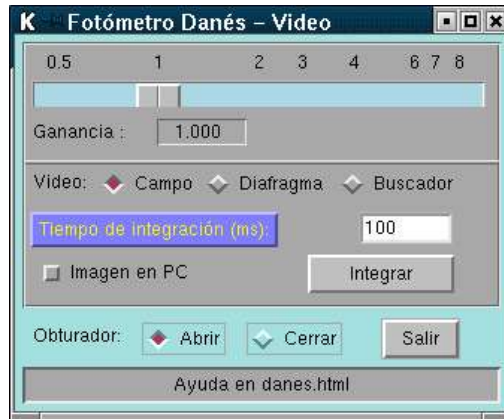 K Fotómetro Danés – Video
0.5 1 2 3 4 6 7 8
Ganancia : 1.000
Video: Campo Diafragma Buscador
Tiempo de integración (ms): 100
Imagen en PC Integrar
Obturador: Abrir Cerrar Salir
Ayuda en danes.html